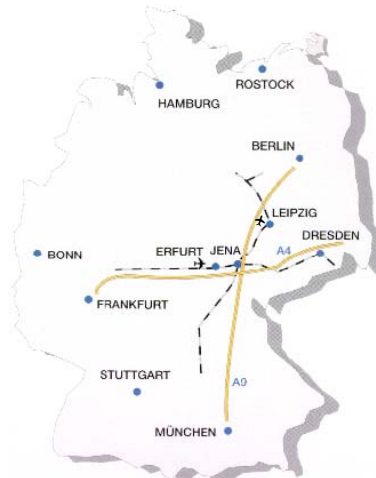 ROSTOCK
HAMBURG
BERLIN
LEIPZIG
DRESDEN
A4
ERFURT
JENA
BONN
FRANKFURT
STUTTGART
A9
MÜNCHEN